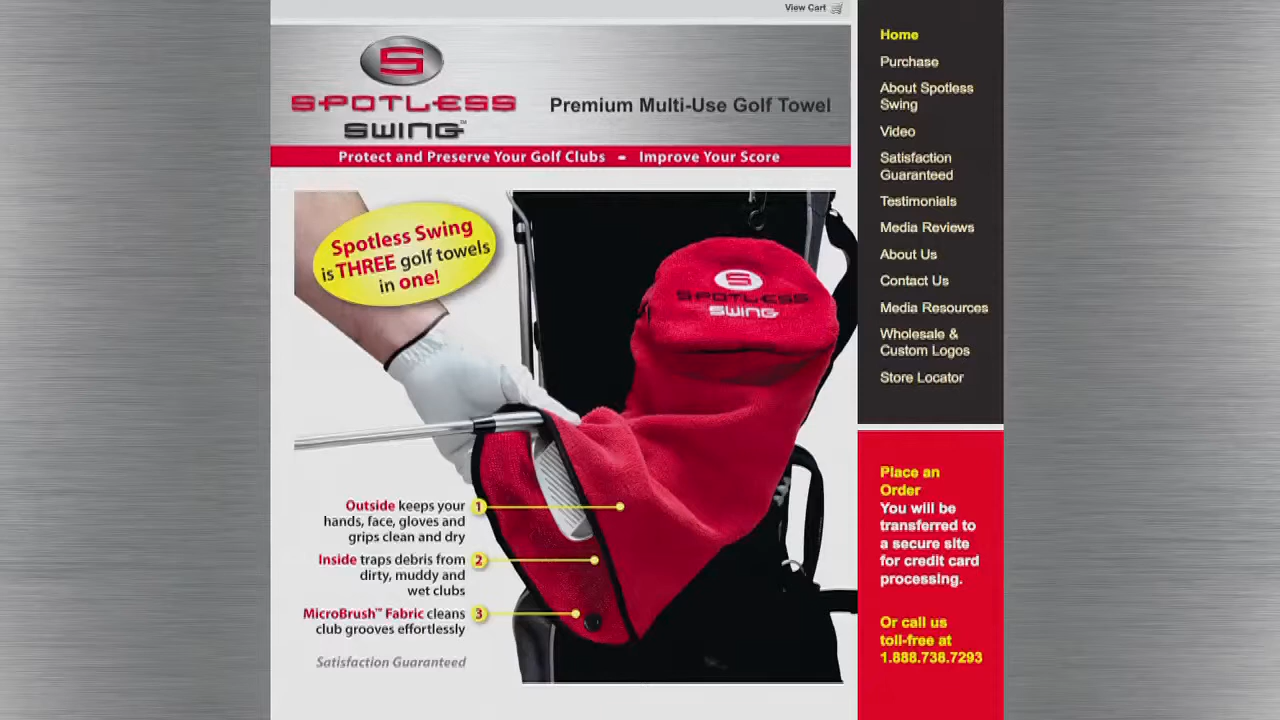 View Cart
S
SPOTLESS
SWING™
Premium Multi-Use Golf Towel
Protect and Preserve Your Golf Clubs - Improve Your Score
Spotless Swing
is THREE golf towels
in one!
S
SPOTLESS
SWING
Outside keeps your
hands, face, gloves and
grips clean and dry
1
Inside traps debris from
dirty, muddy and
wet clubs
2
MicroBrush™ Fabric cleans
club grooves effortlessly
3
Satisfaction Guaranteed
Home
Purchase
About Spotless
Swing
Video
Satisfaction
Guaranteed
Testimonials
Media Reviews
About Us
Contact Us
Media Resources
Wholesale &
Custom Logos
Store Locator
Place an
Order
You will be
transferred to
a secure site
for credit card
processing.
Or call us
toll-free at
1.888.738.7293